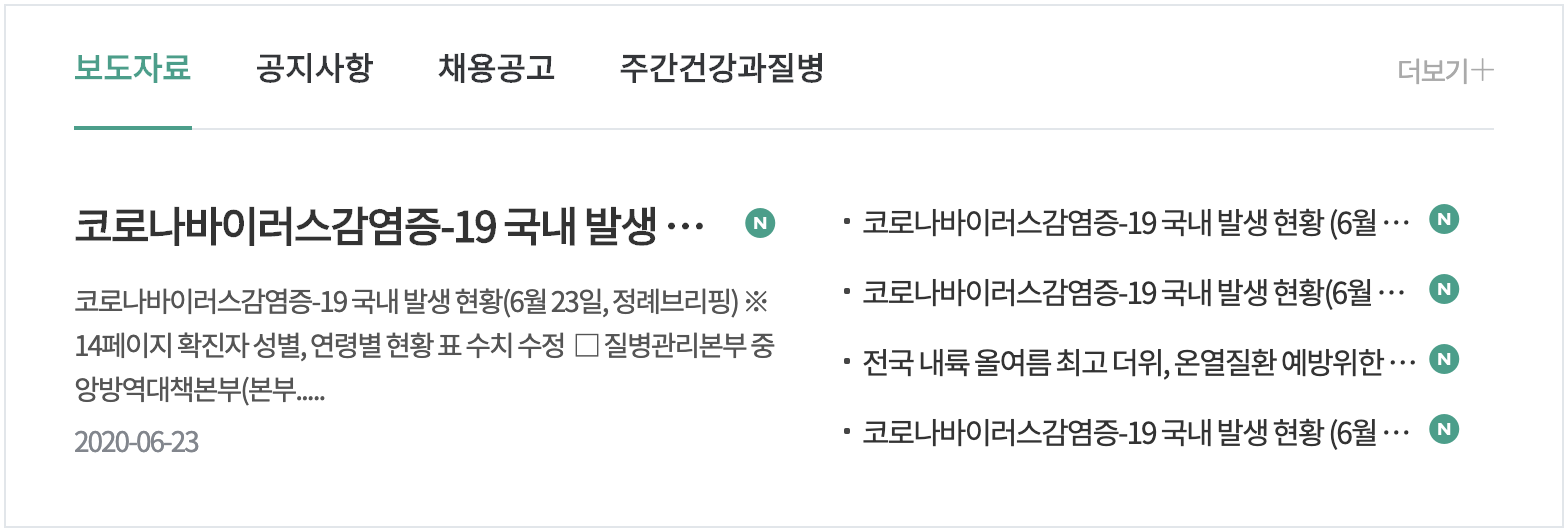 보도자료 공지사항 채용공고 주간건강과질병 더보기+
코로나바이러스감염증-19 국내 발생 … N
코로나바이러스감염증-19 국내 발생 현황(6월 23일, 정례브리핑) ※
14페이지 확진자 성별, 연령별 현황 표 수치 수정 □ 질병관리본부 중
앙방역대책본부(본부.....
2020-06-23
· 코로나바이러스감염증-19 국내 발생 현황 (6월 … N
· 코로나바이러스감염증-19 국내 발생 현황(6월 … N
· 전국 내륙 올여름 최고 더위, 온열질환 예방위한 … N
· 코로나바이러스감염증-19 국내 발생 현황 (6월 … N